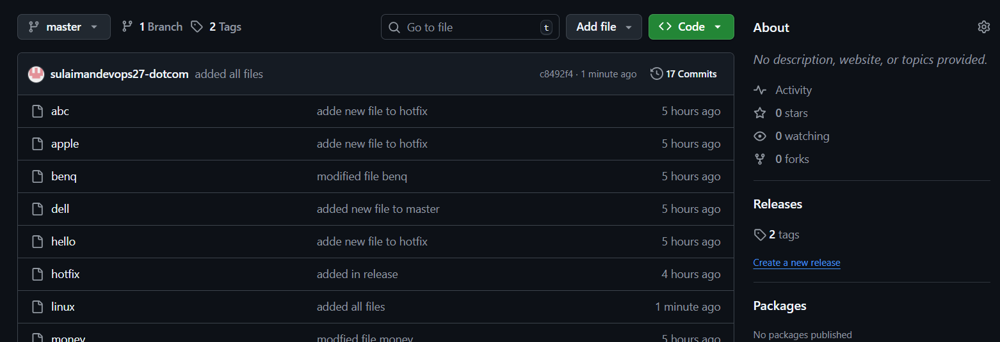 master 1 Branch 2 Tags Go to file t Add file Code
sulaimandevops27-dotcom added all files c8492f4 · 1 minute ago 17 Commits
abc adde new file to hotfix 5 hours ago
apple adde new file to hotfix 5 hours ago
benq modified file benq 5 hours ago
dell added new file to master 5 hours ago
hello adde new file to hotfix 5 hours ago
hotfix added in release 4 hours ago
linux added all files 1 minute ago
money modfied file money 5 hours ago
About
No description, website, or topics provided.
Activity
0 stars
0 watching
0 forks
Releases
2 tags
Create a new release
Packages
No packages published